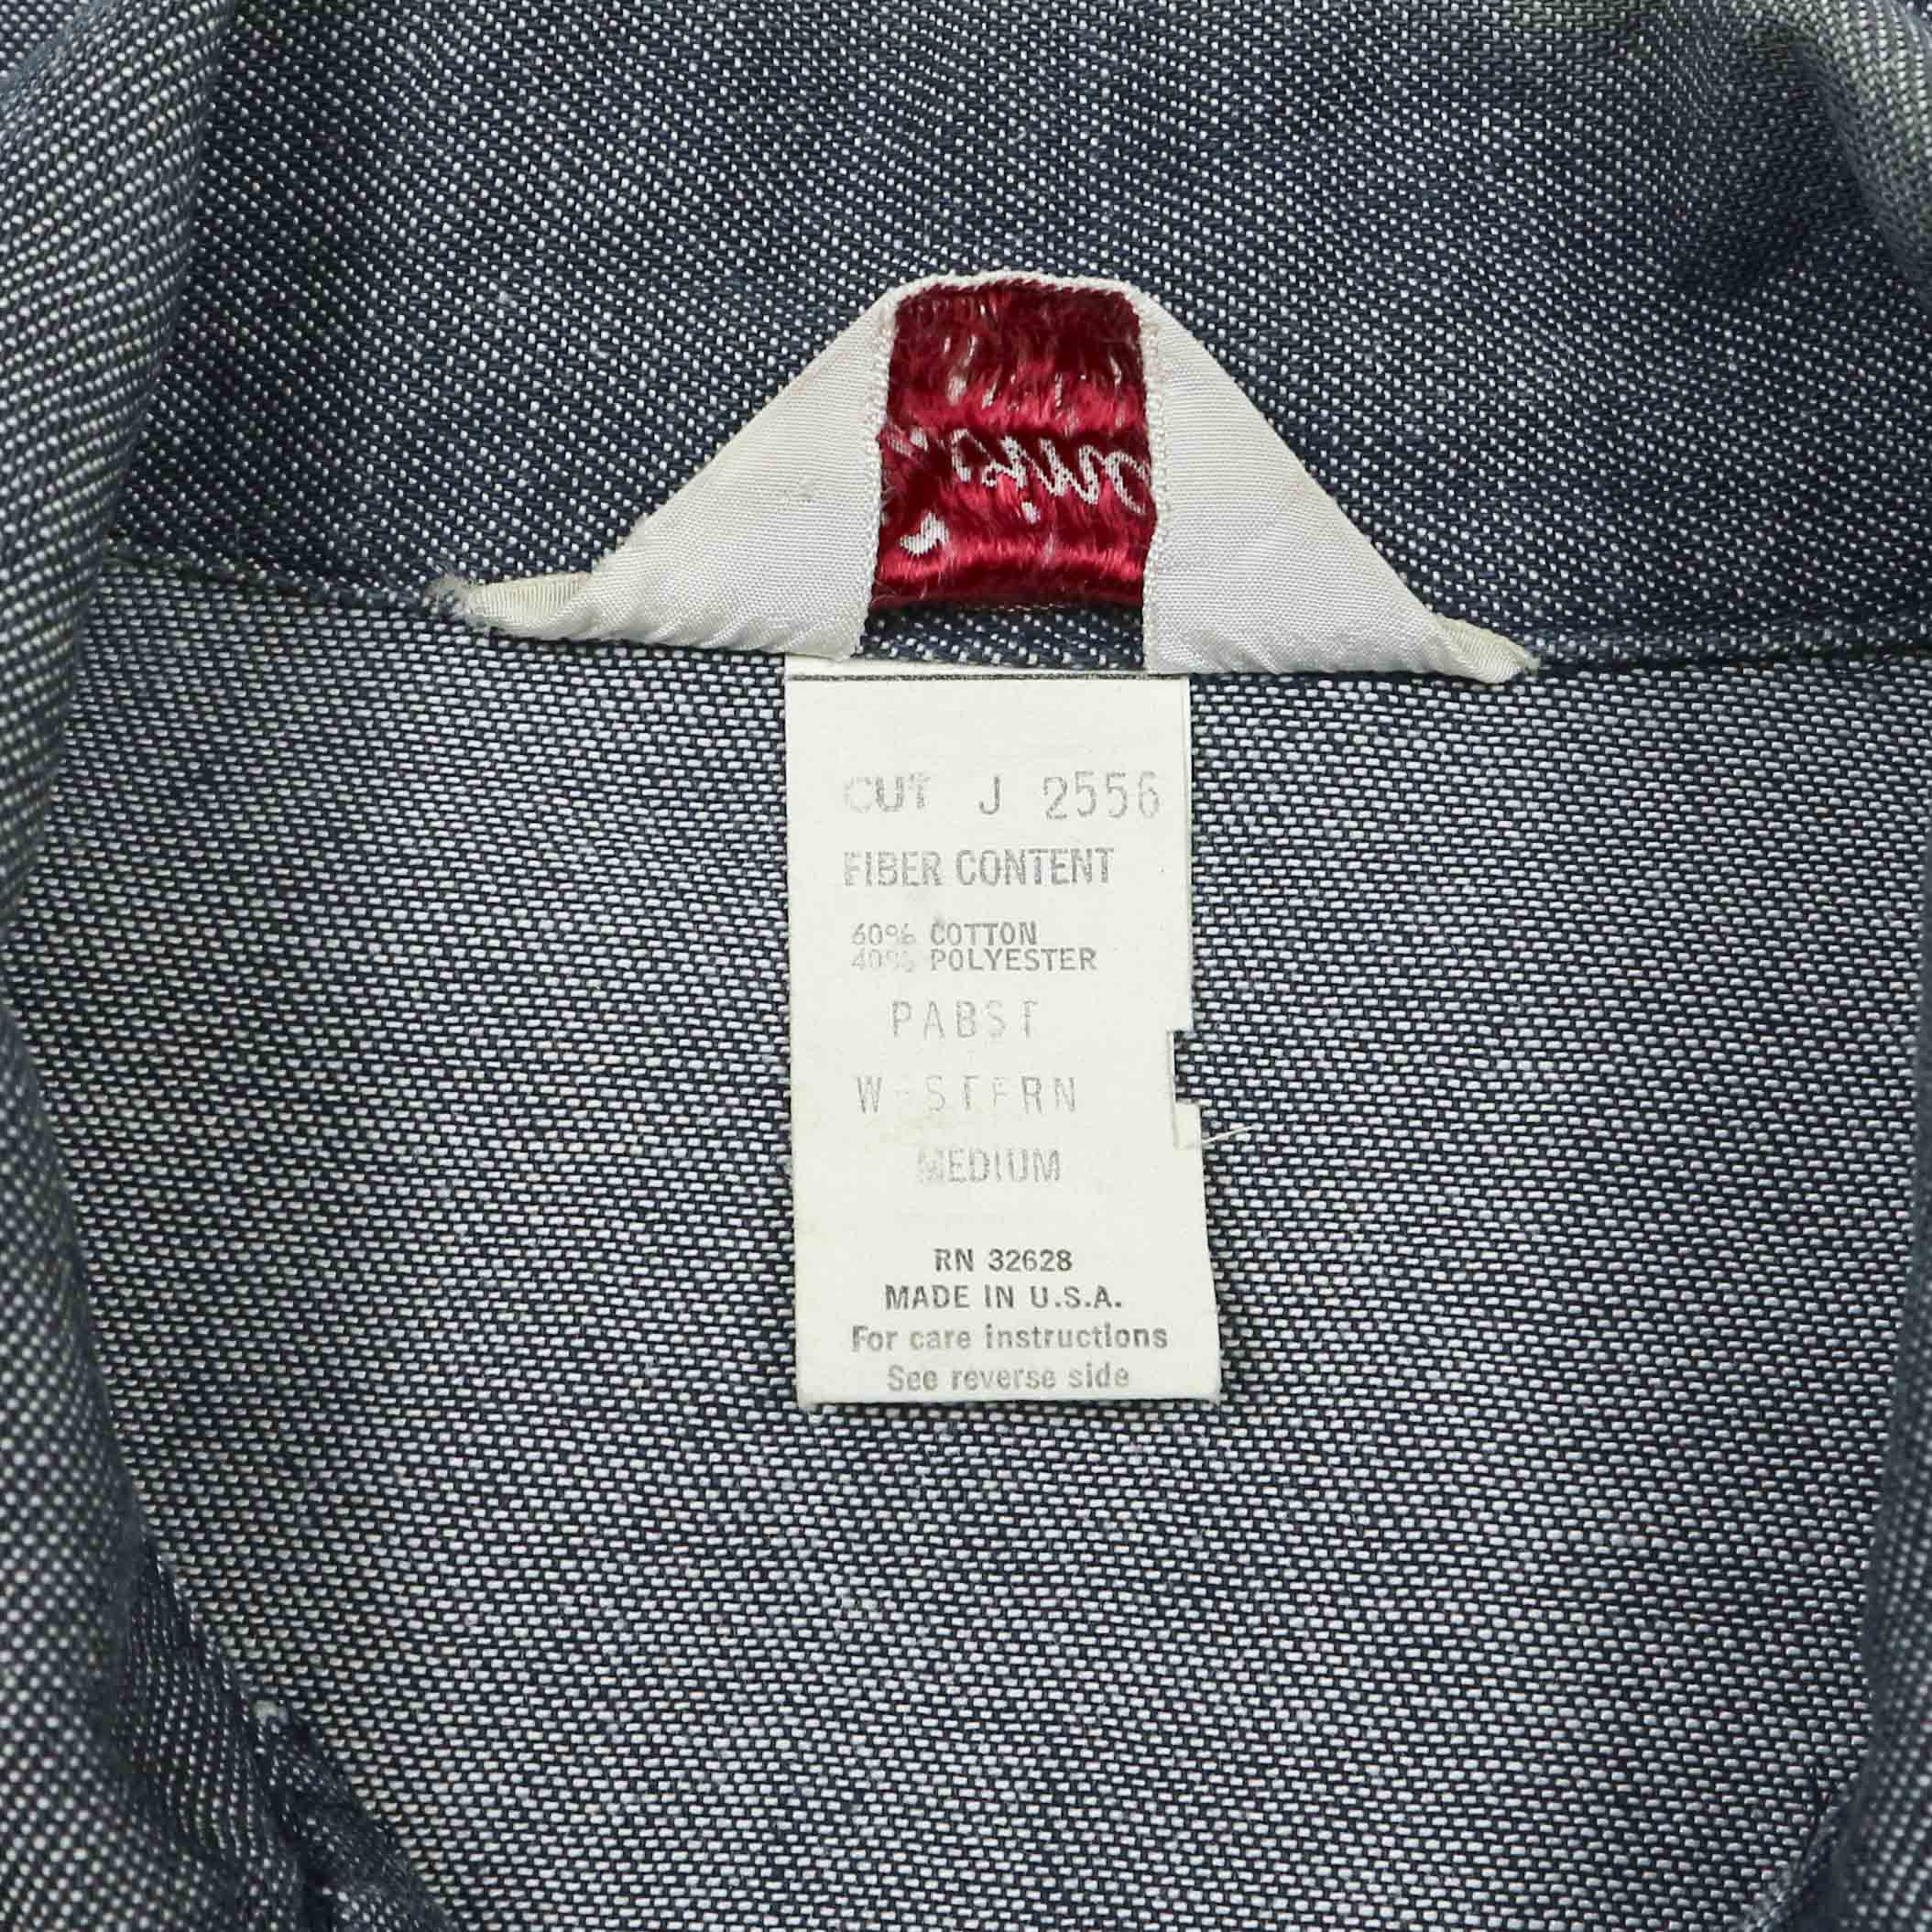 CUT J 2556
FIBER CONTENT
60% COTTON
40% POLYESTER
PABST
WESTERN
MEDIUM
RN 32628
MADE IN U.S.A.
For care instructions
See reverse side